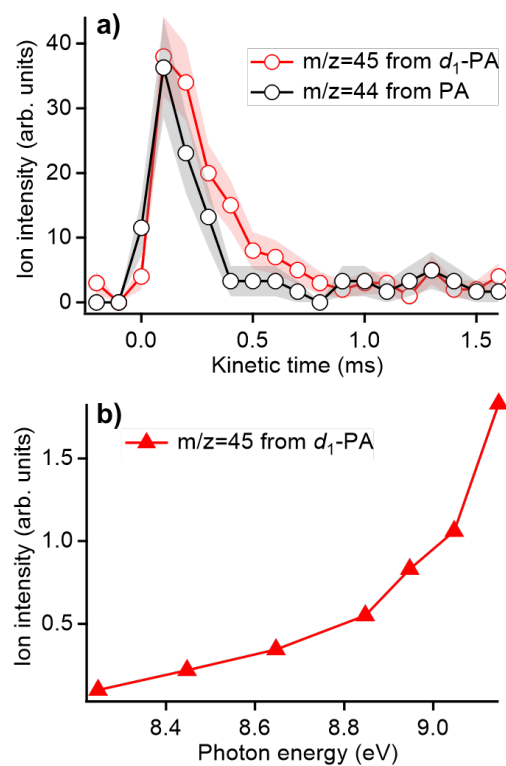 a)
m/z=45 from d₁-PA
m/z=44 from PA
Ion intensity (arb. units)
40
30
20
10
0
0.0 0.5 1.0 1.5
Kinetic time (ms)
b)
m/z=45 from d₁-PA
Ion intensity (arb. units)
1.5
1.0
0.5
8.4 8.6 8.8 9.0
Photon energy (eV)